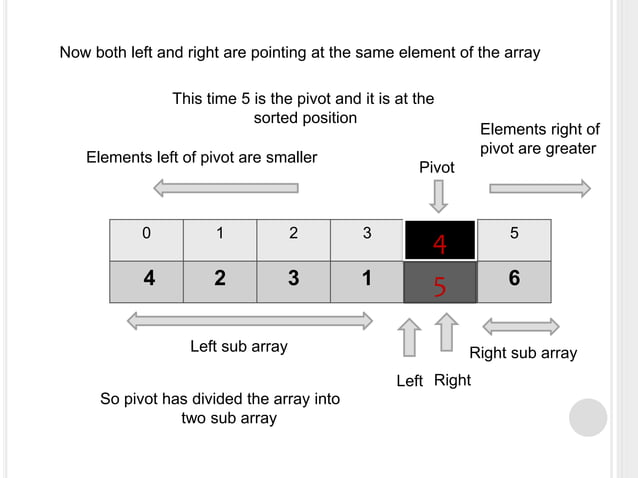 Now both left and right are pointing at the same element of the array
This time 5 is the pivot and it is at the
sorted position
Elements right of
pivot are greater
Elements left of pivot are smaller
Pivot
0 1 2 3 4 5
4 2 3 1 5 6
Left sub array
Right sub array
Left Right
So pivot has divided the array into
two sub array